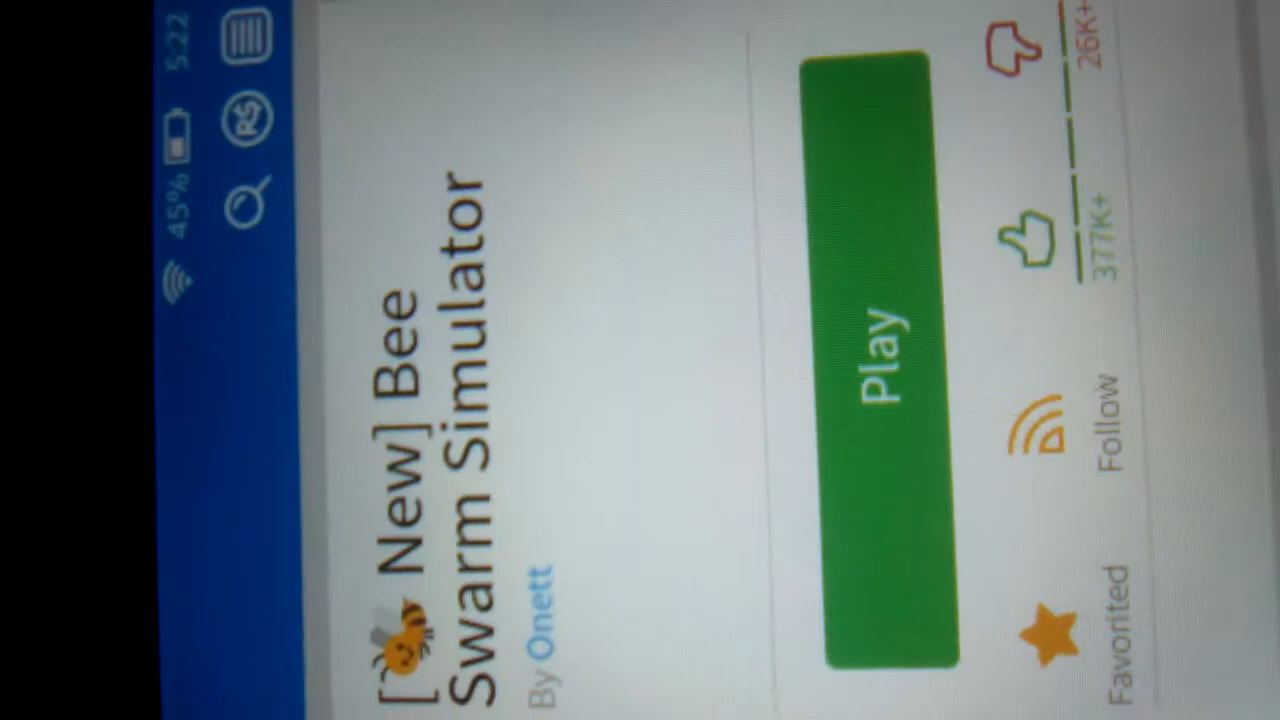 45% 5:22
R$
[🐝 New] Bee
Swarm Simulator
By Onett
Play
Favorited
Follow
377K+
26K+